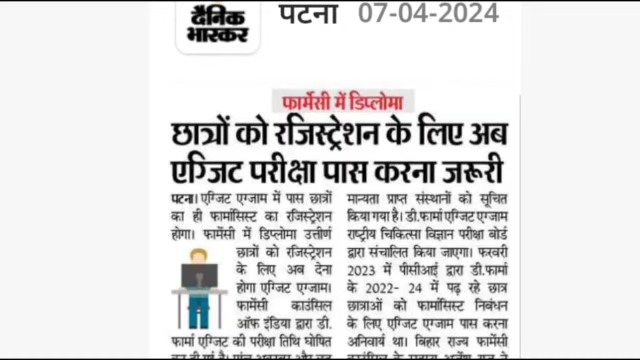 दैनिक
भास्कर
पटना 07-04-2024
फार्मेसी में डिप्लोमा
छात्रों को रजिस्ट्रेशन के लिए अब
एग्जिट परीक्षा पास करना जरूरी
पटना। एग्जिट एग्जाम में पास छात्रों
का ही फार्मासिस्ट का रजिस्ट्रेशन
होगा। फार्मेसी में डिप्लोमा उत्तीर्ण
छात्रों को रजिस्ट्रेशन
के लिए अब देना
होगा एग्जिट एग्जाम।
फार्मेसी काउंसिल
ऑफ इंडिया द्वारा डी.
फार्मा एग्जिट की परीक्षा तिथि घोषित
मान्यता प्राप्त संस्थानों को सूचित
किया गया है। डी.फार्मा एग्जिट एग्जाम
राष्ट्रीय चिकित्सा विज्ञान परीक्षा बोर्ड
द्वारा संचालित किया जाएगा। फरवरी
2023 में पीसीआई द्वारा डी.फार्मा
के 2022- 24 में पढ़ रहे छात्र
छात्राओं को फार्मासिस्ट निबंधन
के लिए एग्जिट एग्जाम पास करना
अनिवार्य था। बिहार राज्य फार्मेसी